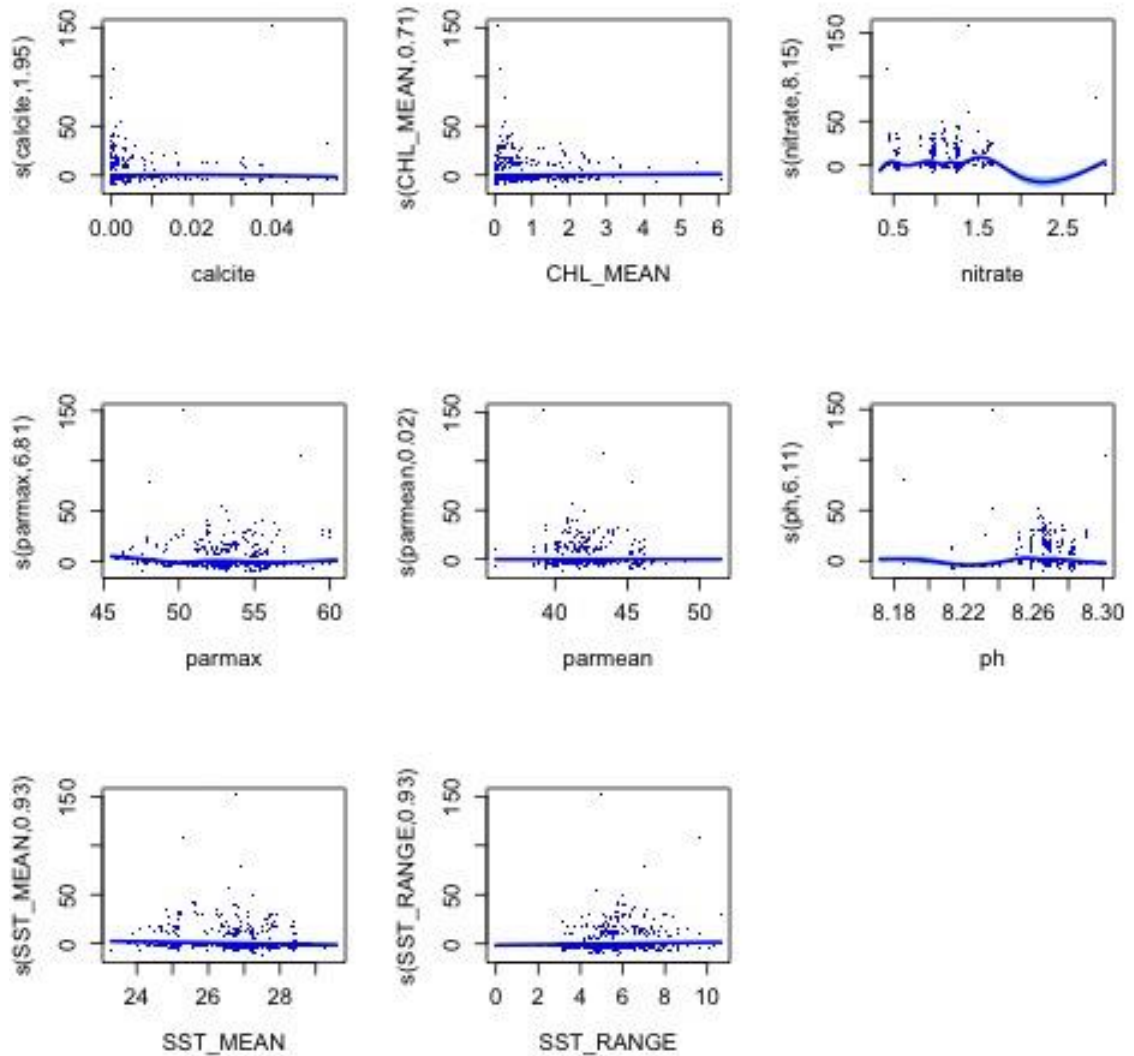 s(calcite,1.95)
150
50
0
0.00 0.02 0.04
calcite
s(CHL_MEAN,0.71)
150
50
0
0 1 2 3 4 5 6
CHL_MEAN
s(nitrate,8.15)
150
50
0
0.5 1.5 2.5
nitrate
s(parmax,6.81)
150
50
0
45 50 55 60
parmax
s(parmean,0.02)
150
50
0
40 45 50
parmean
s(ph,6.11)
150
50
0
8.18 8.22 8.26 8.30
ph
s(SST_MEAN,0.93)
150
50
0
24 26 28
SST_MEAN
s(SST_RANGE,0.93)
150
50
0
0 2 4 6 8 10
SST_RANGE